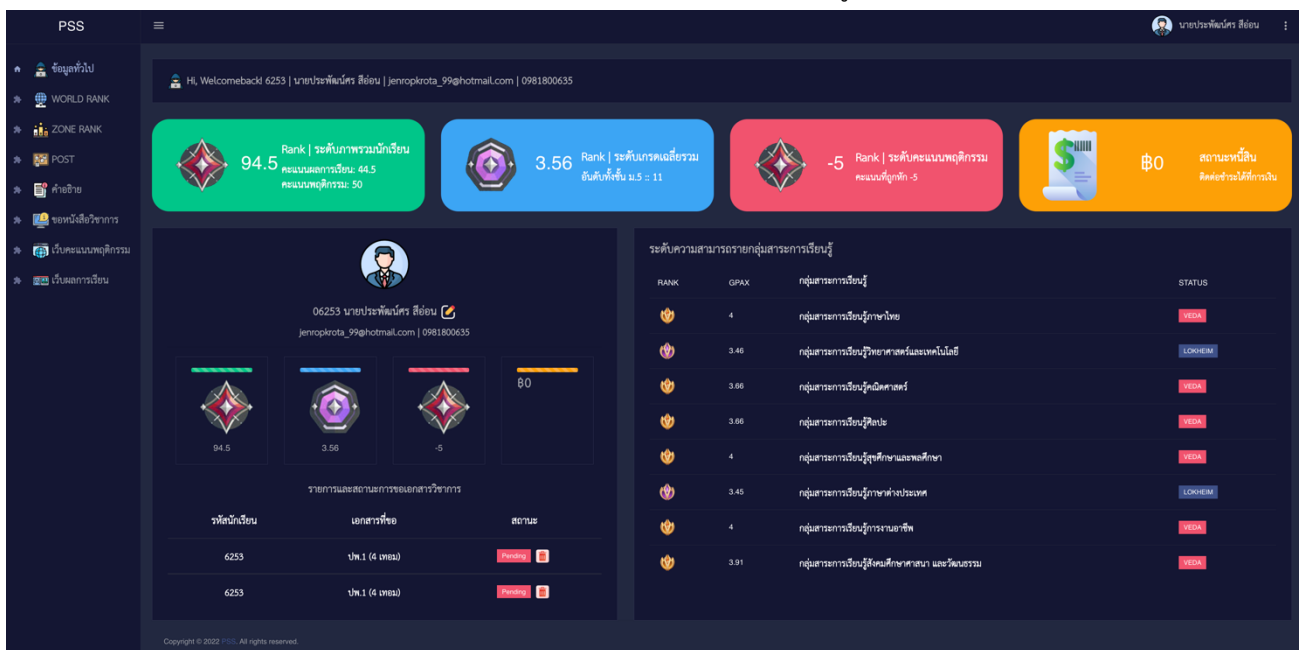 PSS
นายประพัฒน์ศร สีอ่อน
ข้อมูลทั่วไป
WORLD RANK
ZONE RANK
POST
คำอธิบาย
ขอหนังสือวิชาการ
เว็บคะแนนพฤติกรรม
เว็บผลการเรียน
Hi, Welcomeback! 6253 | นายประพัฒน์ศร สีอ่อน | jenropkrota_99@hotmail.com | 0981800635
94.5
Rank | ระดับภาพรวมนักเรียน
คะแนนผลการเรียน: 44.5
คะแนนพฤติกรรม: 50
3.56
Rank | ระดับเกรดเฉลี่ยรวม
อันดับทั้งชั้น ม.5 :: 11
-5
Rank | ระดับคะแนนพฤติกรรม
คะแนนที่ถูกหัก -5
฿0
สถานะหนี้สิน
ติดต่อชำระได้ที่การเงิน
06253 นายประพัฒน์ศร สีอ่อน
jenropkrota_99@hotmail.com | 0981800635
94.5 3.56 -5 ฿0
รายการและสถานะการขอเอกสารวิชาการ
รหัสนักเรียน เอกสารที่ขอ สถานะ
6253 ปพ.1 (4 เทอม) Pending
6253 ปพ.1 (4 เทอม) Pending
ระดับความสามารถรายกลุ่มสาระการเรียนรู้
RANK GPAX กลุ่มสาระการเรียนรู้ STATUS
4 กลุ่มสาระการเรียนรู้ภาษาไทย VEDA
3.46 กลุ่มสาระการเรียนรู้วิทยาศาสตร์และเทคโนโลยี LOKHEIM
3.66 กลุ่มสาระการเรียนรู้คณิตศาสตร์ VEDA
3.66 กลุ่มสาระการเรียนรู้ศิลปะ VEDA
4 กลุ่มสาระการเรียนรู้สุขศึกษาและพลศึกษา VEDA
3.45 กลุ่มสาระการเรียนรู้ภาษาต่างประเทศ LOKHEIM
4 กลุ่มสาระการเรียนรู้การงานอาชีพ VEDA
3.91 กลุ่มสาระการเรียนรู้สังคมศึกษาศาสนา และวัฒนธรรม VEDA
Copyright © 2022 PSS. All rights reserved.